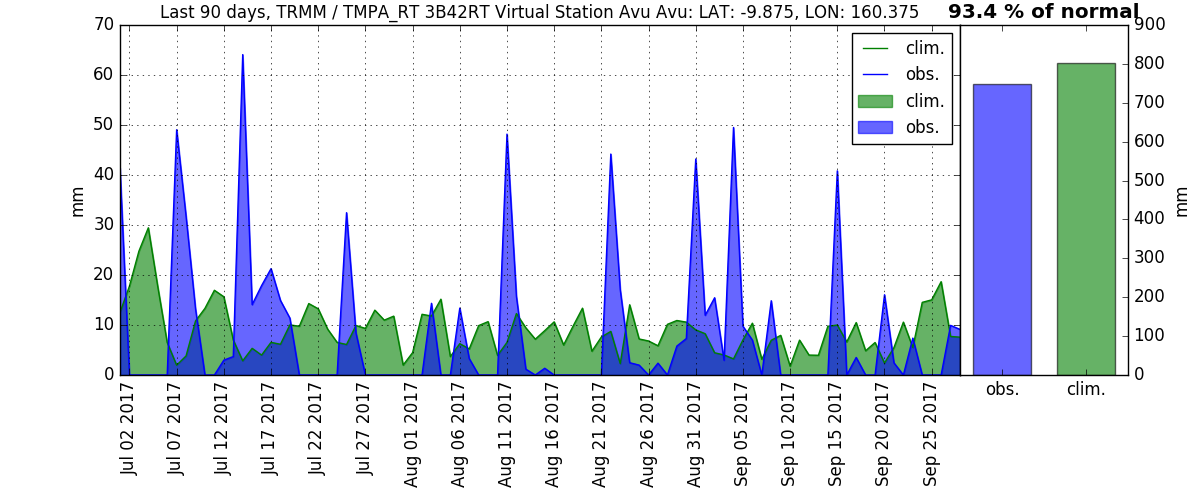 Last 90 days, TRMM / TMPA_RT 3B42RT Virtual Station Avu Avu: LAT: -9.875, LON: 160.375
93.4 % of normal
70
60
50
40
30
20
10
0
mm
clim.
obs.
clim.
obs.
Jul 02 2017
Jul 07 2017
Jul 12 2017
Jul 17 2017
Jul 22 2017
Jul 27 2017
Aug 01 2017
Aug 06 2017
Aug 11 2017
Aug 16 2017
Aug 21 2017
Aug 26 2017
Aug 31 2017
Sep 05 2017
Sep 10 2017
Sep 15 2017
Sep 20 2017
Sep 25 2017
900
800
700
600
500
400
300
200
100
0
mm
obs.
clim.